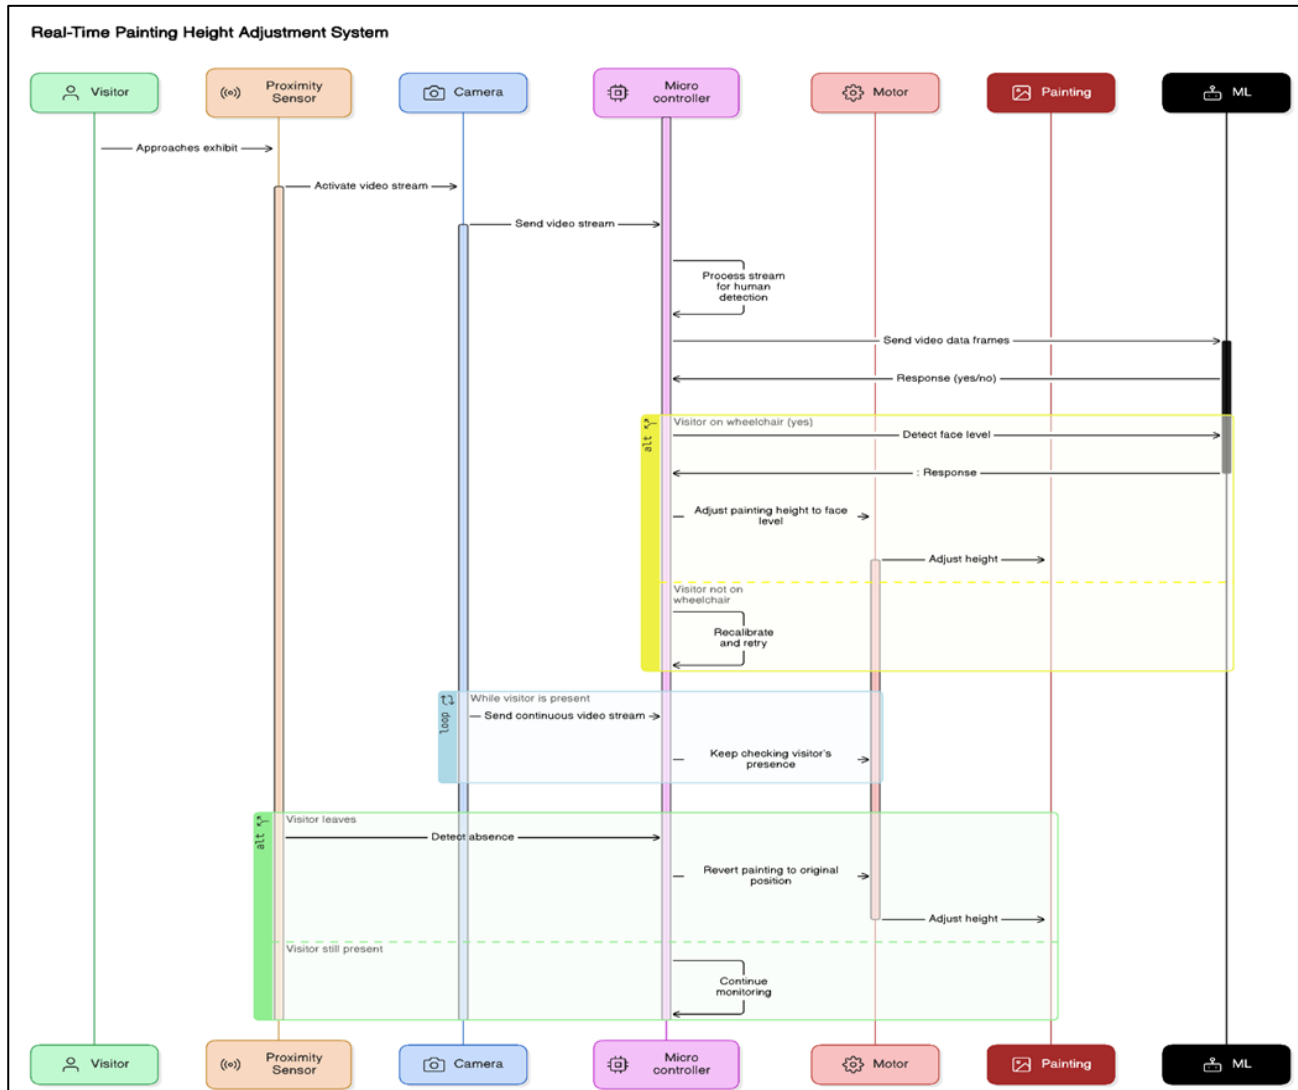 Real-Time Painting Height Adjustment System
Visitor
Proximity
Sensor
Camera
Micro
controller
Motor
Painting
ML
Approaches exhibit
Activate video stream
Send video stream
Process stream
for human
detection
Send video data frames
Response (yes/no)
alt
Visitor on wheelchair (yes)
Detect face level
: Response
Adjust painting height to face
level
Adjust height
Visitor not on
wheelchair
Recalibrate
and retry
loop
While visitor is present
Send continuous video stream
Keep checking visitor's
presence
alt
Visitor leaves
Detect absence
Revert painting to original
position
Adjust height
Visitor still present
Continue
monitoring
Visitor
Proximity
Sensor
Camera
Micro
controller
Motor
Painting
ML